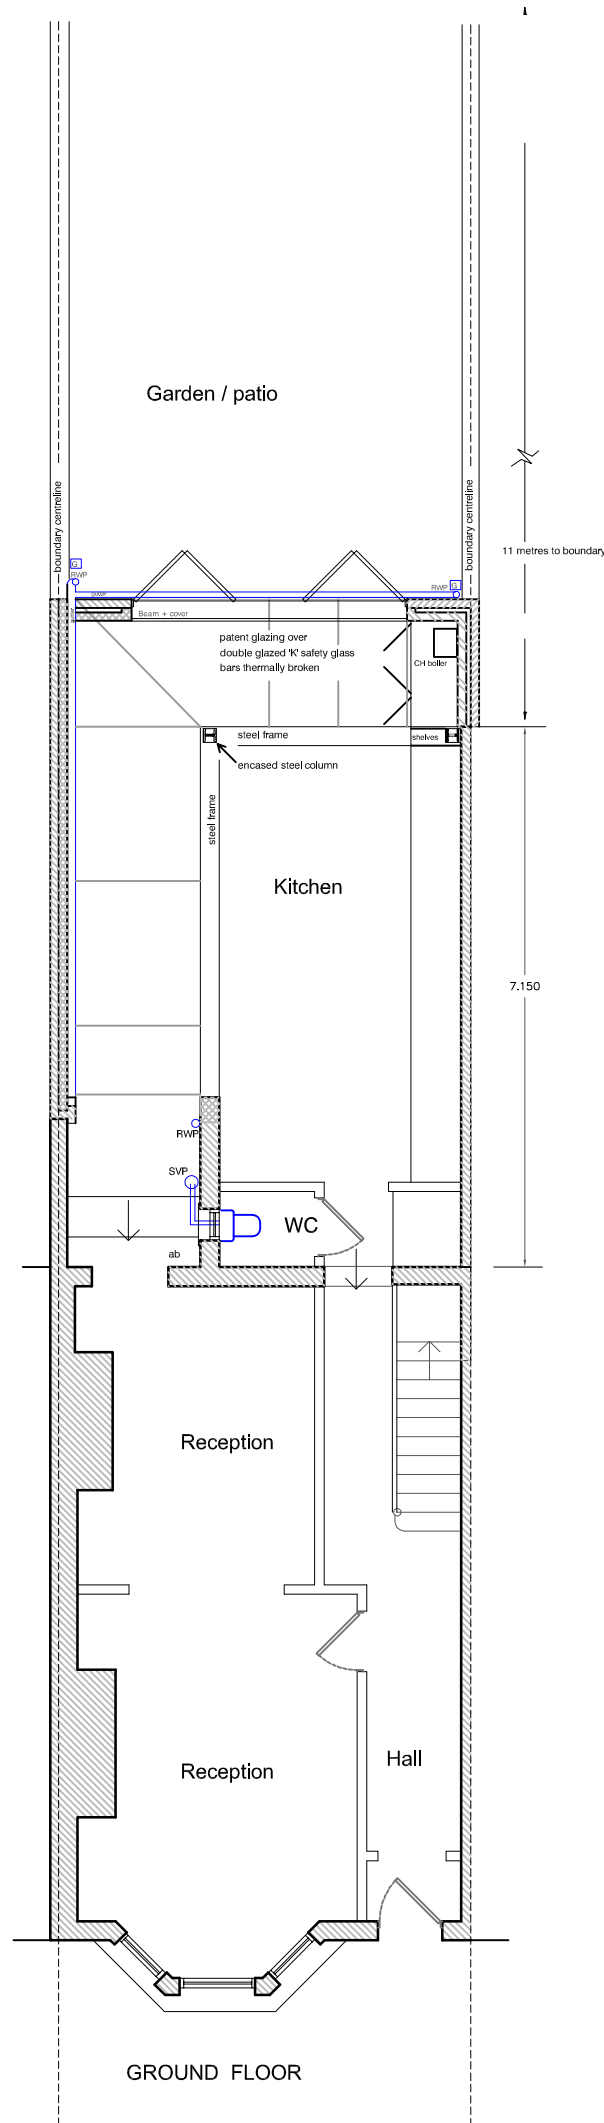 Garden / patio
boundary centreline
boundary centreline
11 metres to boundary
G
RWP
gutter
RWP
G
gutter
Beam + cover
patent glazing over
double glazed 'K' safety glass
bars thermally broken
CH boiler
steel frame
shelves
encased steel column
steel frame
Kitchen
7.150
RWP
SVP
WC
ab
Reception
Reception
Hall
GROUND FLOOR